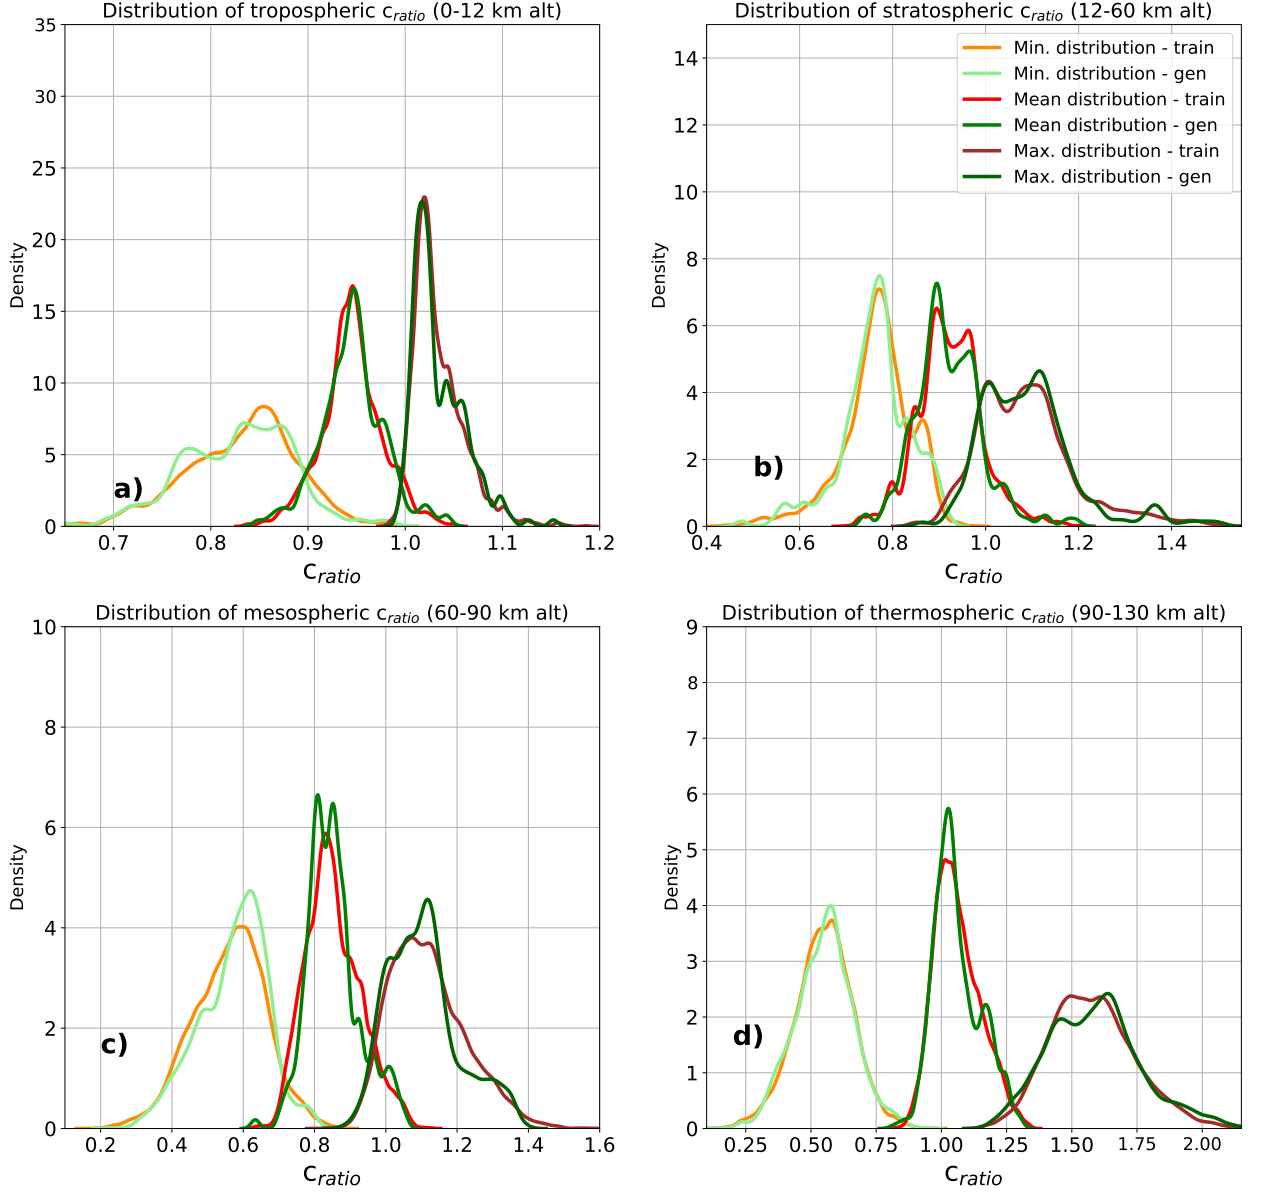 Distribution of tropospheric c_ratio (0-12 km alt)
35
30
25
20
15
10
5
0
Density
a)
0.7 0.8 0.9 1.0 1.1 1.2
c_ratio
Distribution of stratospheric c_ratio (12-60 km alt)
14
12
10
8
6
4
2
0
Density
Min. distribution - train
Min. distribution - gen
Mean distribution - train
Mean distribution - gen
Max. distribution - train
Max. distribution - gen
b)
0.4 0.6 0.8 1.0 1.2 1.4
c_ratio
Distribution of mesospheric c_ratio (60-90 km alt)
10
8
6
4
2
0
Density
c)
0.2 0.4 0.6 0.8 1.0 1.2 1.4 1.6
c_ratio
Distribution of thermospheric c_ratio (90-130 km alt)
9
8
7
6
5
4
3
2
1
0
Density
d)
0.25 0.50 0.75 1.00 1.25 1.50 1.75 2.00
c_ratio